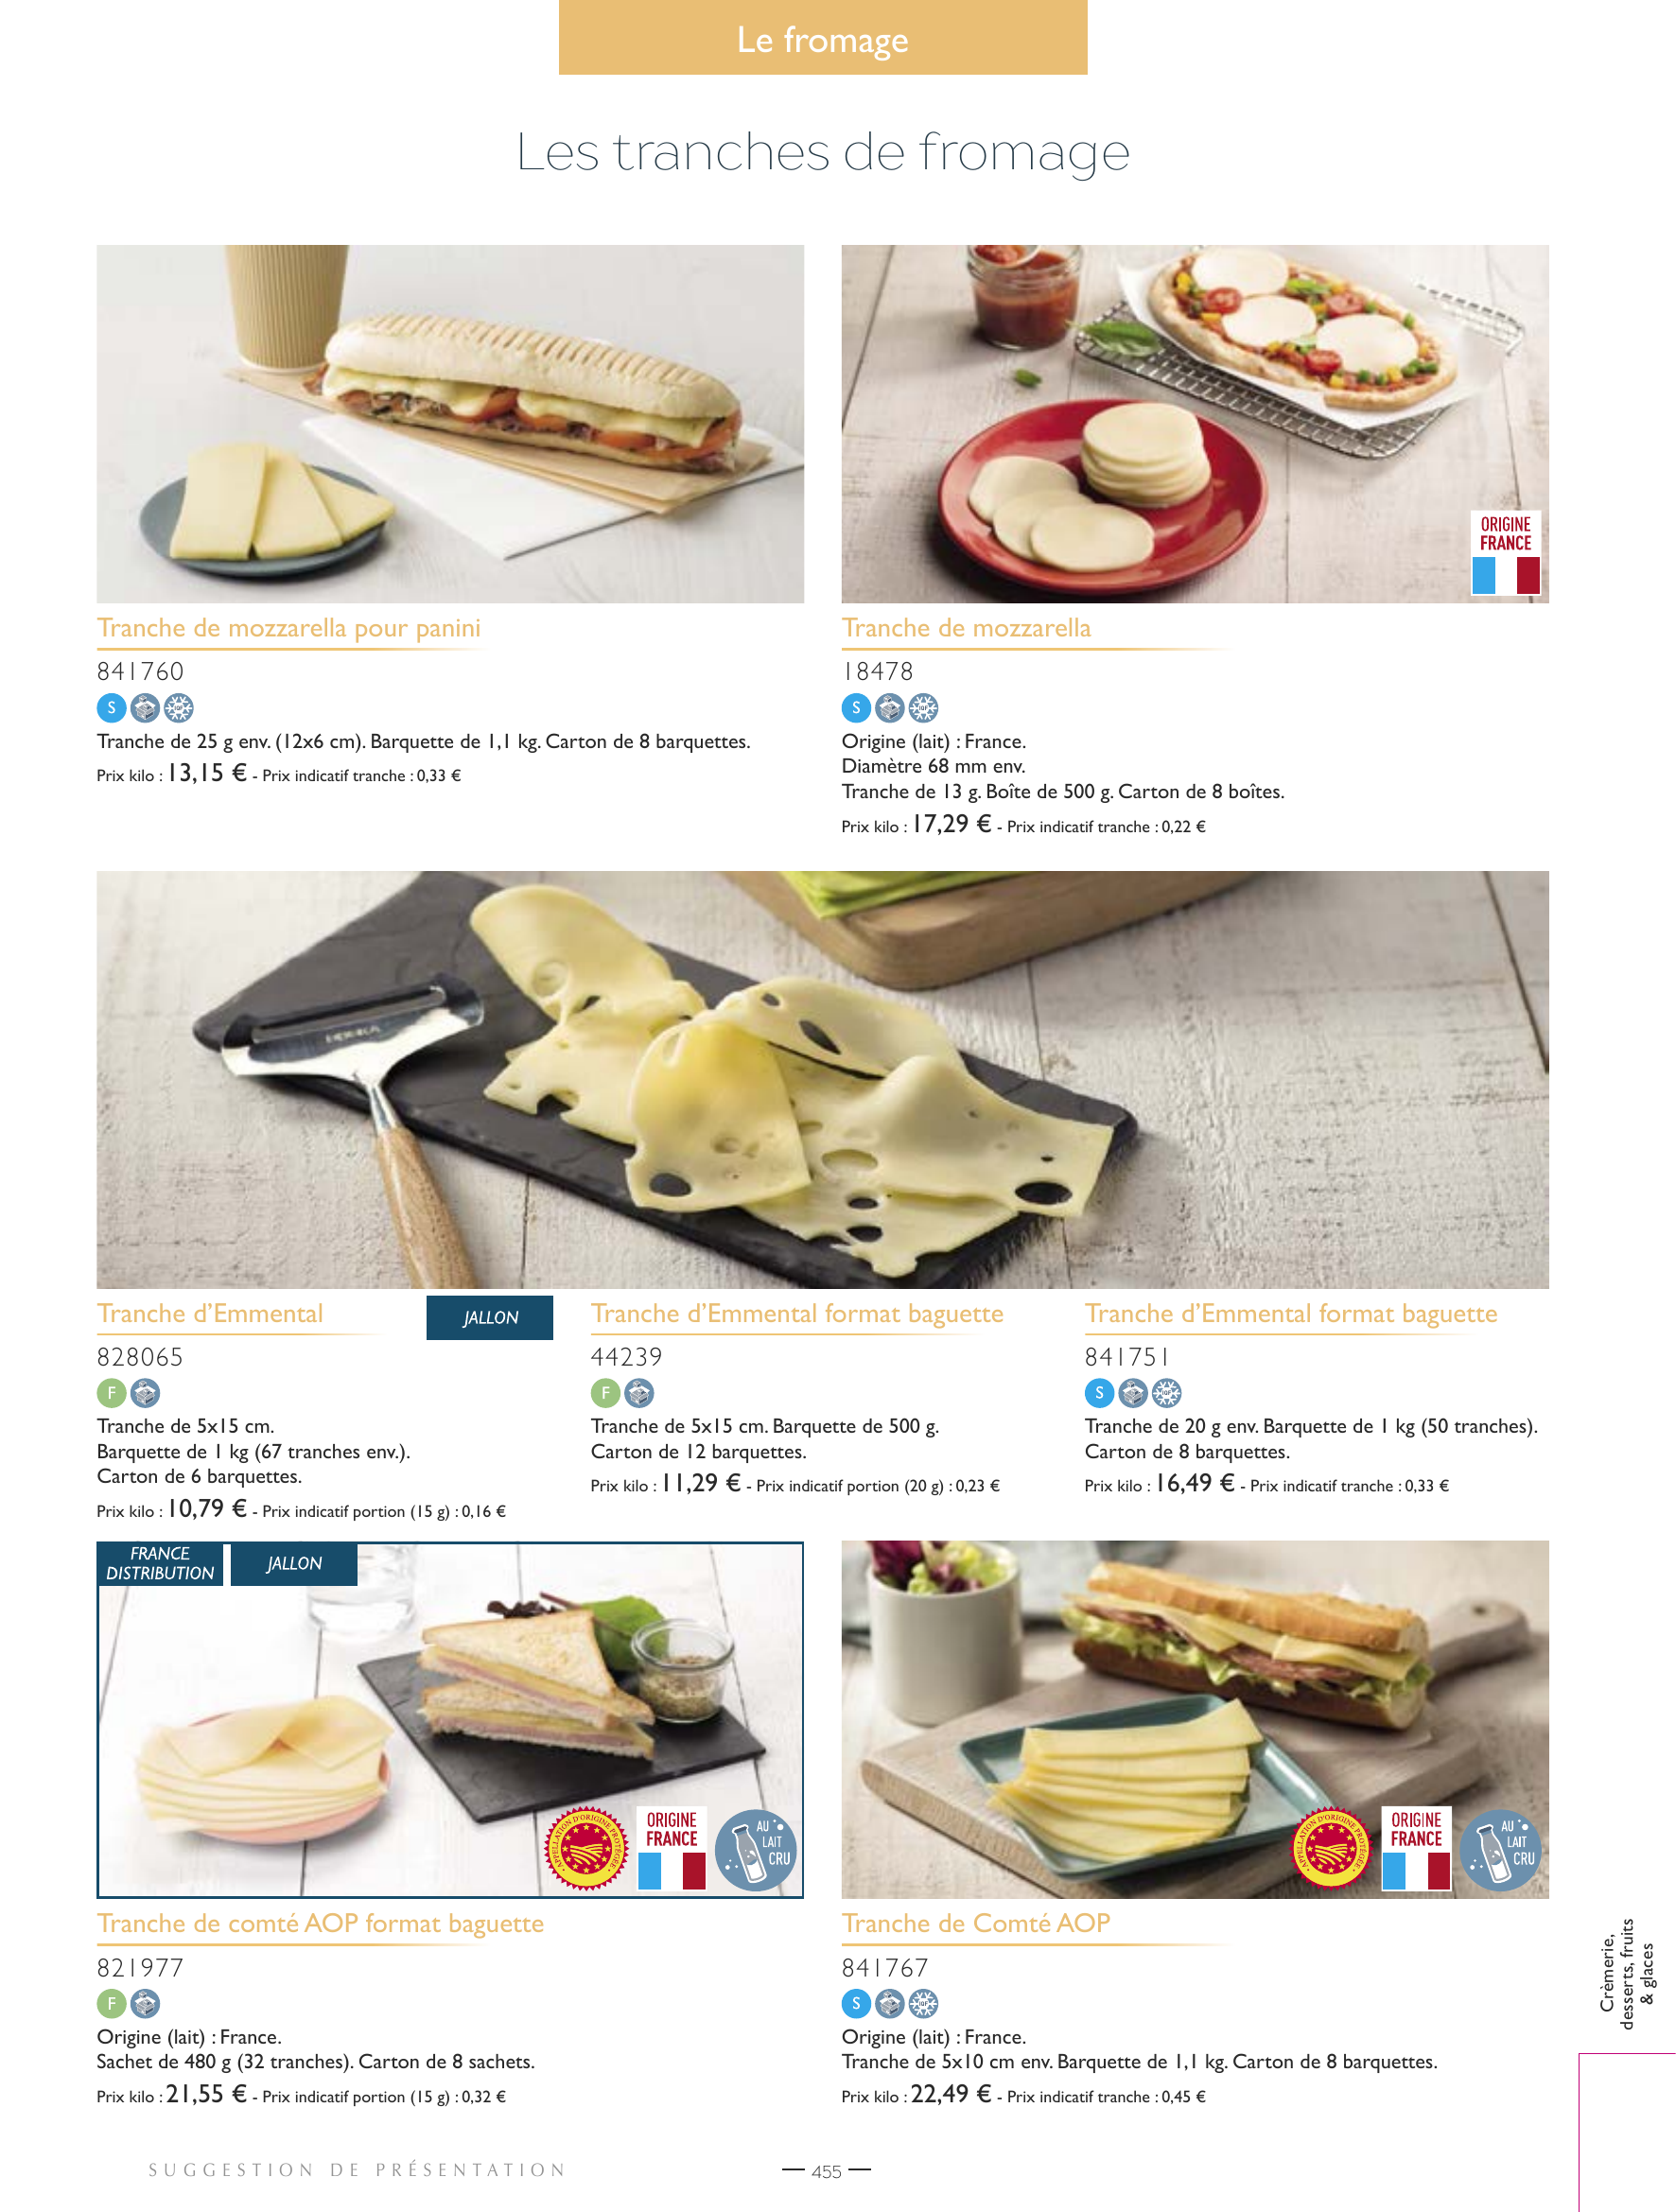 Le fromage
Les tranches de fromage
ORIGINE
FRANCE
Tranche de mozzarella pour panini
841760
S
Tranche de 25 g env. (12x6 cm). Barquette de 1,1 kg. Carton de 8 barquettes.
Prix kilo : 13,15 € - Prix indicatif tranche : 0,33 €
Tranche de mozzarella
18478
S
Origine (lait) : France.
Diamètre 68 mm env.
Tranche de 13 g. Boîte de 500 g. Carton de 8 boîtes.
Prix kilo : 17,29 € - Prix indicatif tranche : 0,22 €
Tranche d'Emmental
JALLON
828065
F
Tranche de 5x15 cm.
Barquette de 1 kg (67 tranches env.).
Carton de 6 barquettes.
Prix kilo : 10,79 € - Prix indicatif portion (15 g) : 0,16 €
Tranche d'Emmental format baguette
44239
F
Tranche de 5x15 cm. Barquette de 500 g.
Carton de 12 barquettes.
Prix kilo : 11,29 € - Prix indicatif portion (20 g) : 0,23 €
Tranche d'Emmental format baguette
841751
S
Tranche de 20 g env. Barquette de 1 kg (50 tranches).
Carton de 8 barquettes.
Prix kilo : 16,49 € - Prix indicatif tranche : 0,33 €
FRANCE
DISTRIBUTION
JALLON
APPELLATION D'ORIGINE PROTÉGÉE
ORIGINE
FRANCE
AU
LAIT
CRU
APPELLATION D'ORIGINE PROTÉGÉE
ORIGINE
FRANCE
AU
LAIT
CRU
Tranche de comté AOP format baguette
821977
F
Origine (lait) : France.
Sachet de 480 g (32 tranches). Carton de 8 sachets.
Prix kilo : 21,55 € - Prix indicatif portion (15 g) : 0,32 €
Tranche de Comté AOP
841767
S
Origine (lait) : France.
Tranche de 5x10 cm env. Barquette de 1,1 kg. Carton de 8 barquettes.
Prix kilo : 22,49 € - Prix indicatif tranche : 0,45 €
Crèmerie,
desserts, fruits
& glaces
SUGGESTION DE PRÉSENTATION
— 455 —